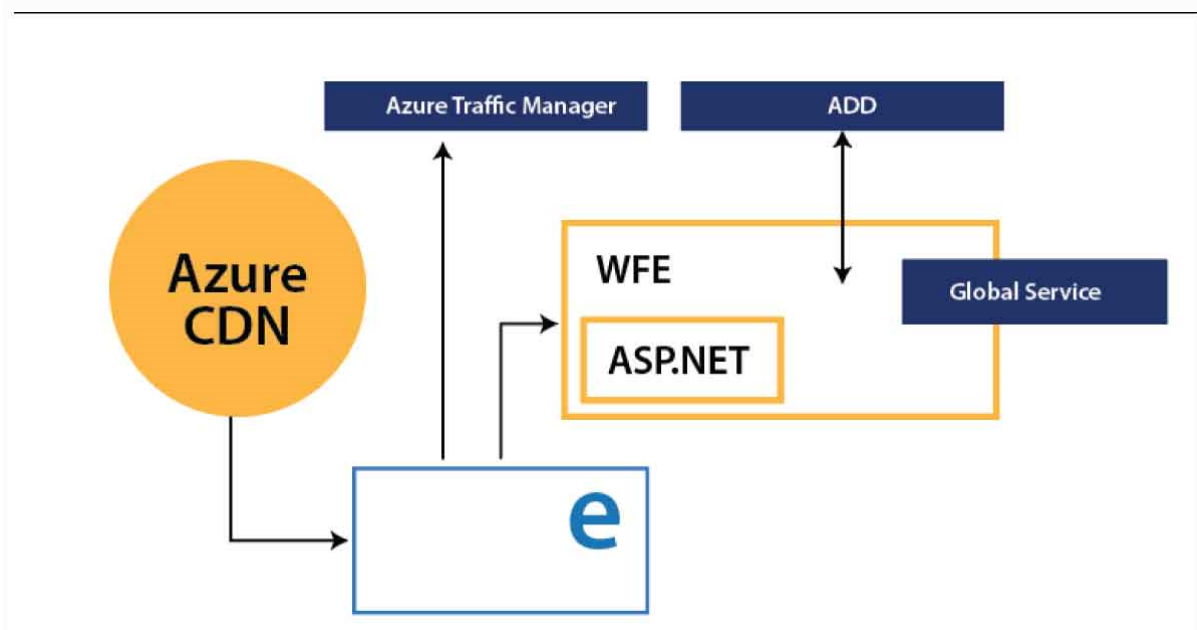 Azure Traffic Manager
ADD
Azure
CDN
WFE
Global Service
ASP.NET
e